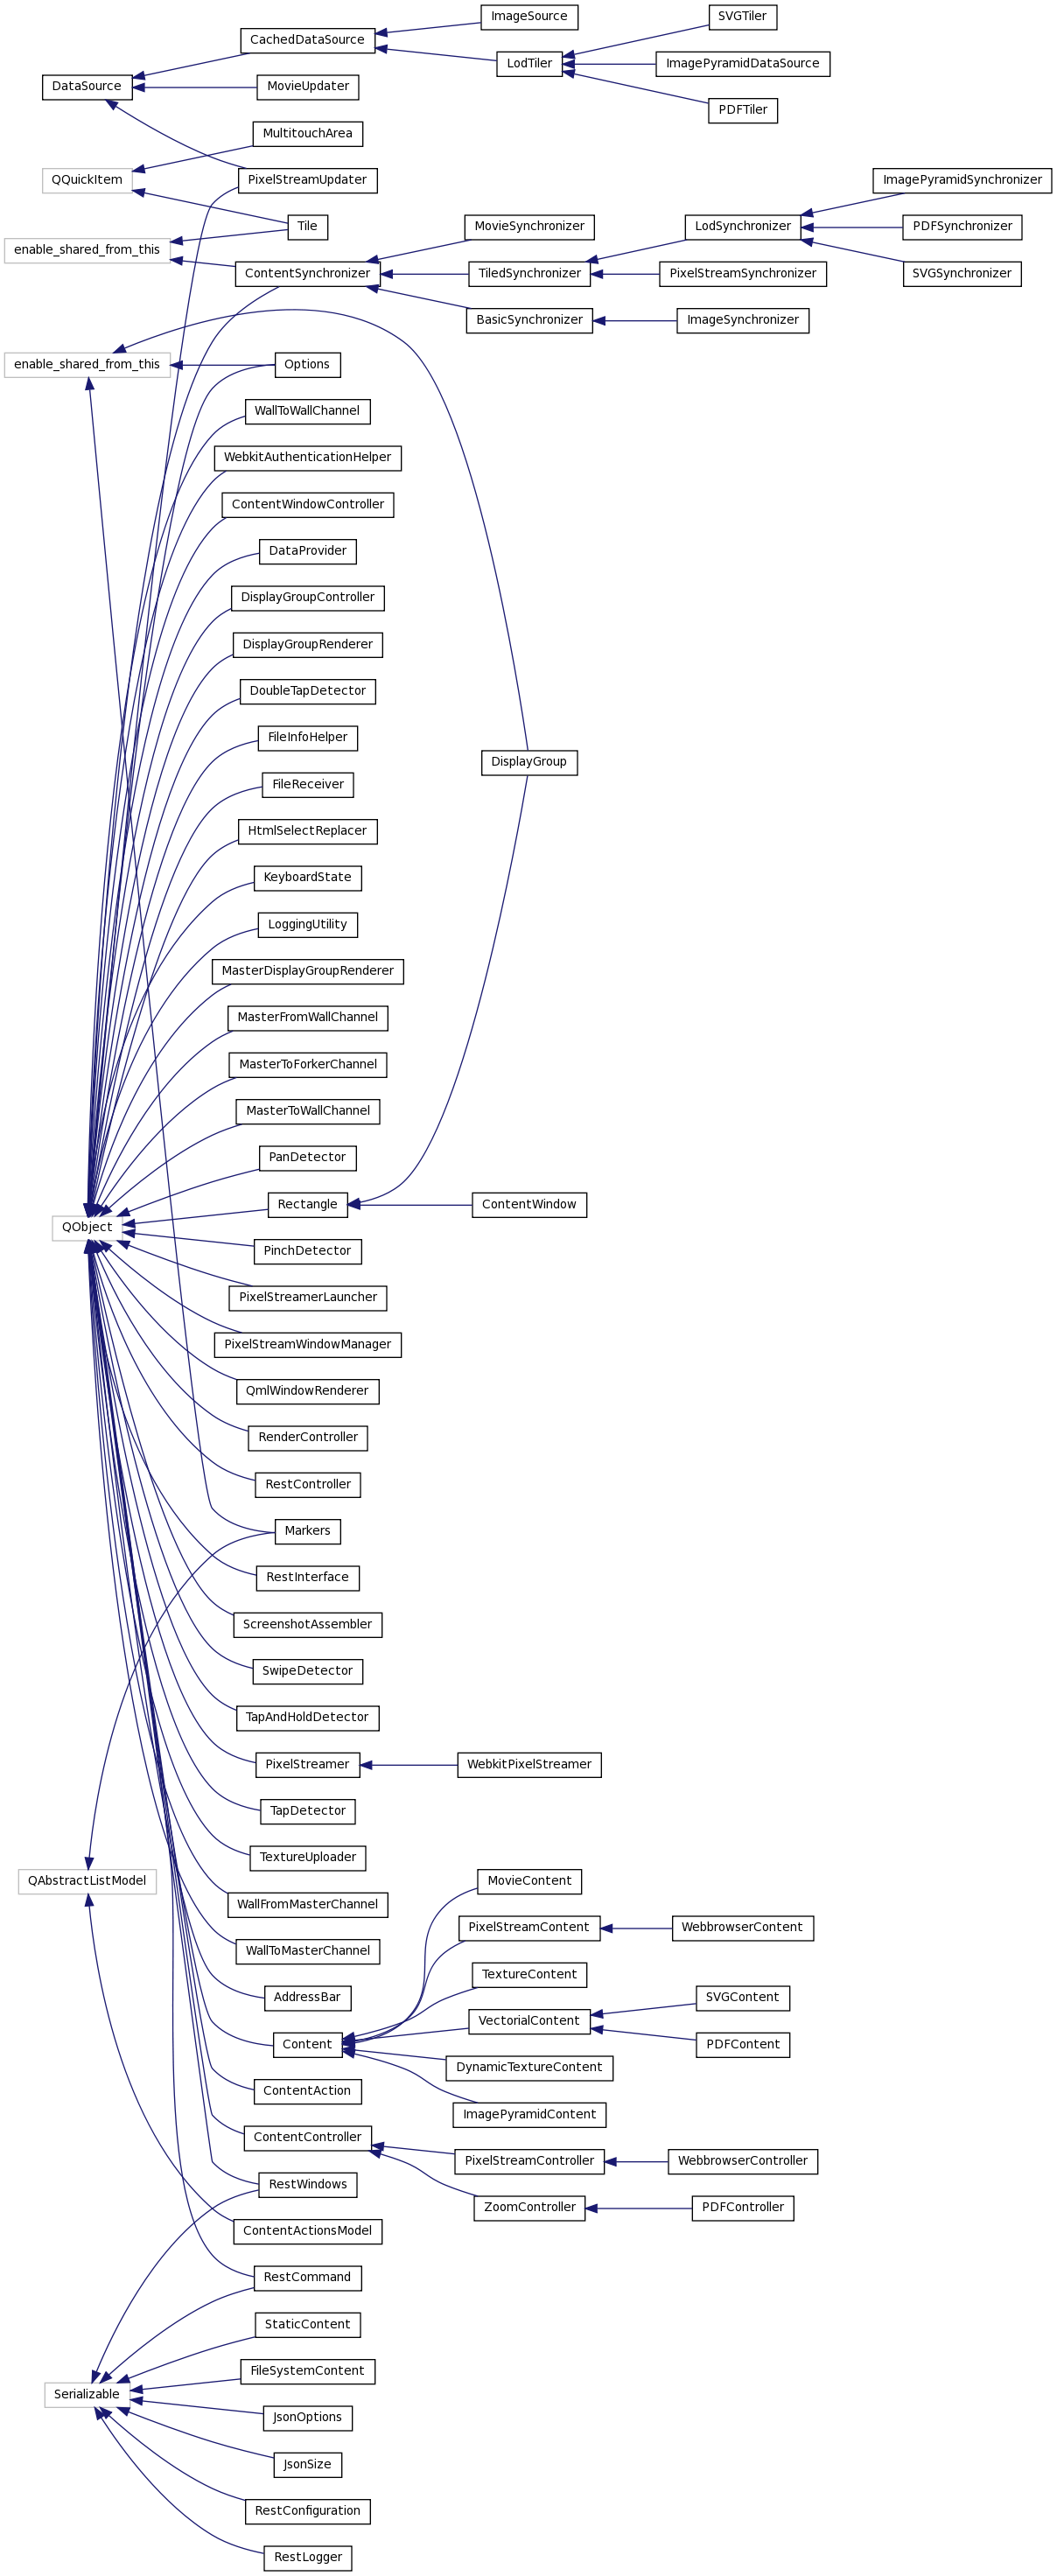 ImageSource
SVGTiler
CachedDataSource
LodTiler
ImagePyramidDataSource
DataSource
MovieUpdater
PDFTiler
MultitouchArea
QQuickItem
PixelStreamUpdater
ImagePyramidSynchronizer
Tile
MovieSynchronizer
LodSynchronizer
PDFSynchronizer
enable_shared_from_this
ContentSynchronizer
TiledSynchronizer
PixelStreamSynchronizer
SVGSynchronizer
BasicSynchronizer
ImageSynchronizer
enable_shared_from_this
Options
WallToWallChannel
WebkitAuthenticationHelper
ContentWindowController
DataProvider
DisplayGroupController
DisplayGroupRenderer
DoubleTapDetector
FileInfoHelper
DisplayGroup
FileReceiver
HtmlSelectReplacer
KeyboardState
LoggingUtility
MasterDisplayGroupRenderer
MasterFromWallChannel
MasterToForkerChannel
MasterToWallChannel
PanDetector
Rectangle
ContentWindow
QObject
PinchDetector
PixelStreamerLauncher
PixelStreamWindowManager
QmlWindowRenderer
RenderController
RestController
Markers
RestInterface
ScreenshotAssembler
SwipeDetector
TapAndHoldDetector
PixelStreamer
WebkitPixelStreamer
TapDetector
TextureUploader
QAbstractListModel
MovieContent
WallFromMasterChannel
PixelStreamContent
WebbrowserContent
WallToMasterChannel
TextureContent
AddressBar
SVGContent
VectorialContent
Content
PDFContent
DynamicTextureContent
ContentAction
ImagePyramidContent
ContentController
PixelStreamController
WebbrowserController
RestWindows
ZoomController
PDFController
ContentActionsModel
RestCommand
StaticContent
FileSystemContent
Serializable
JsonOptions
JsonSize
RestConfiguration
RestLogger